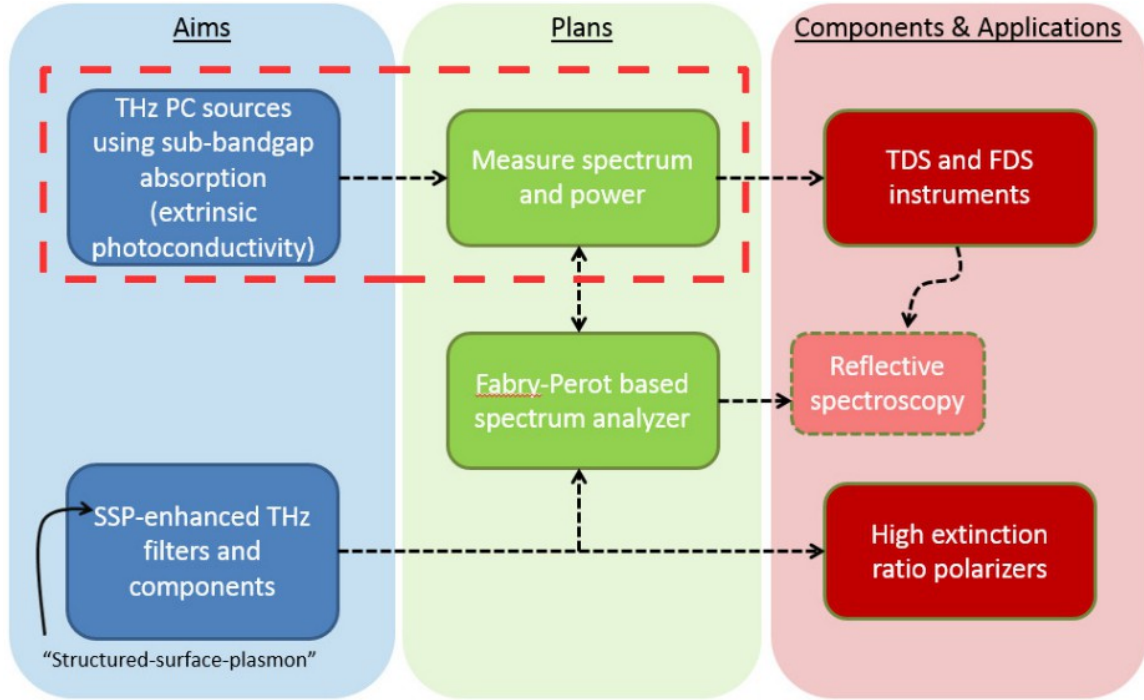 Aims
Plans
Components & Applications
THz PC sources
using sub-bandgap
absorption
(extrinsic
photoconductivity)
Measure spectrum
and power
TDS and FDS
instruments
Fabry-Perot based
spectrum analyzer
Reflective
spectroscopy
SSP-enhanced THz
filters and
components
High extinction
ratio polarizers
“Structured-surface-plasmon”